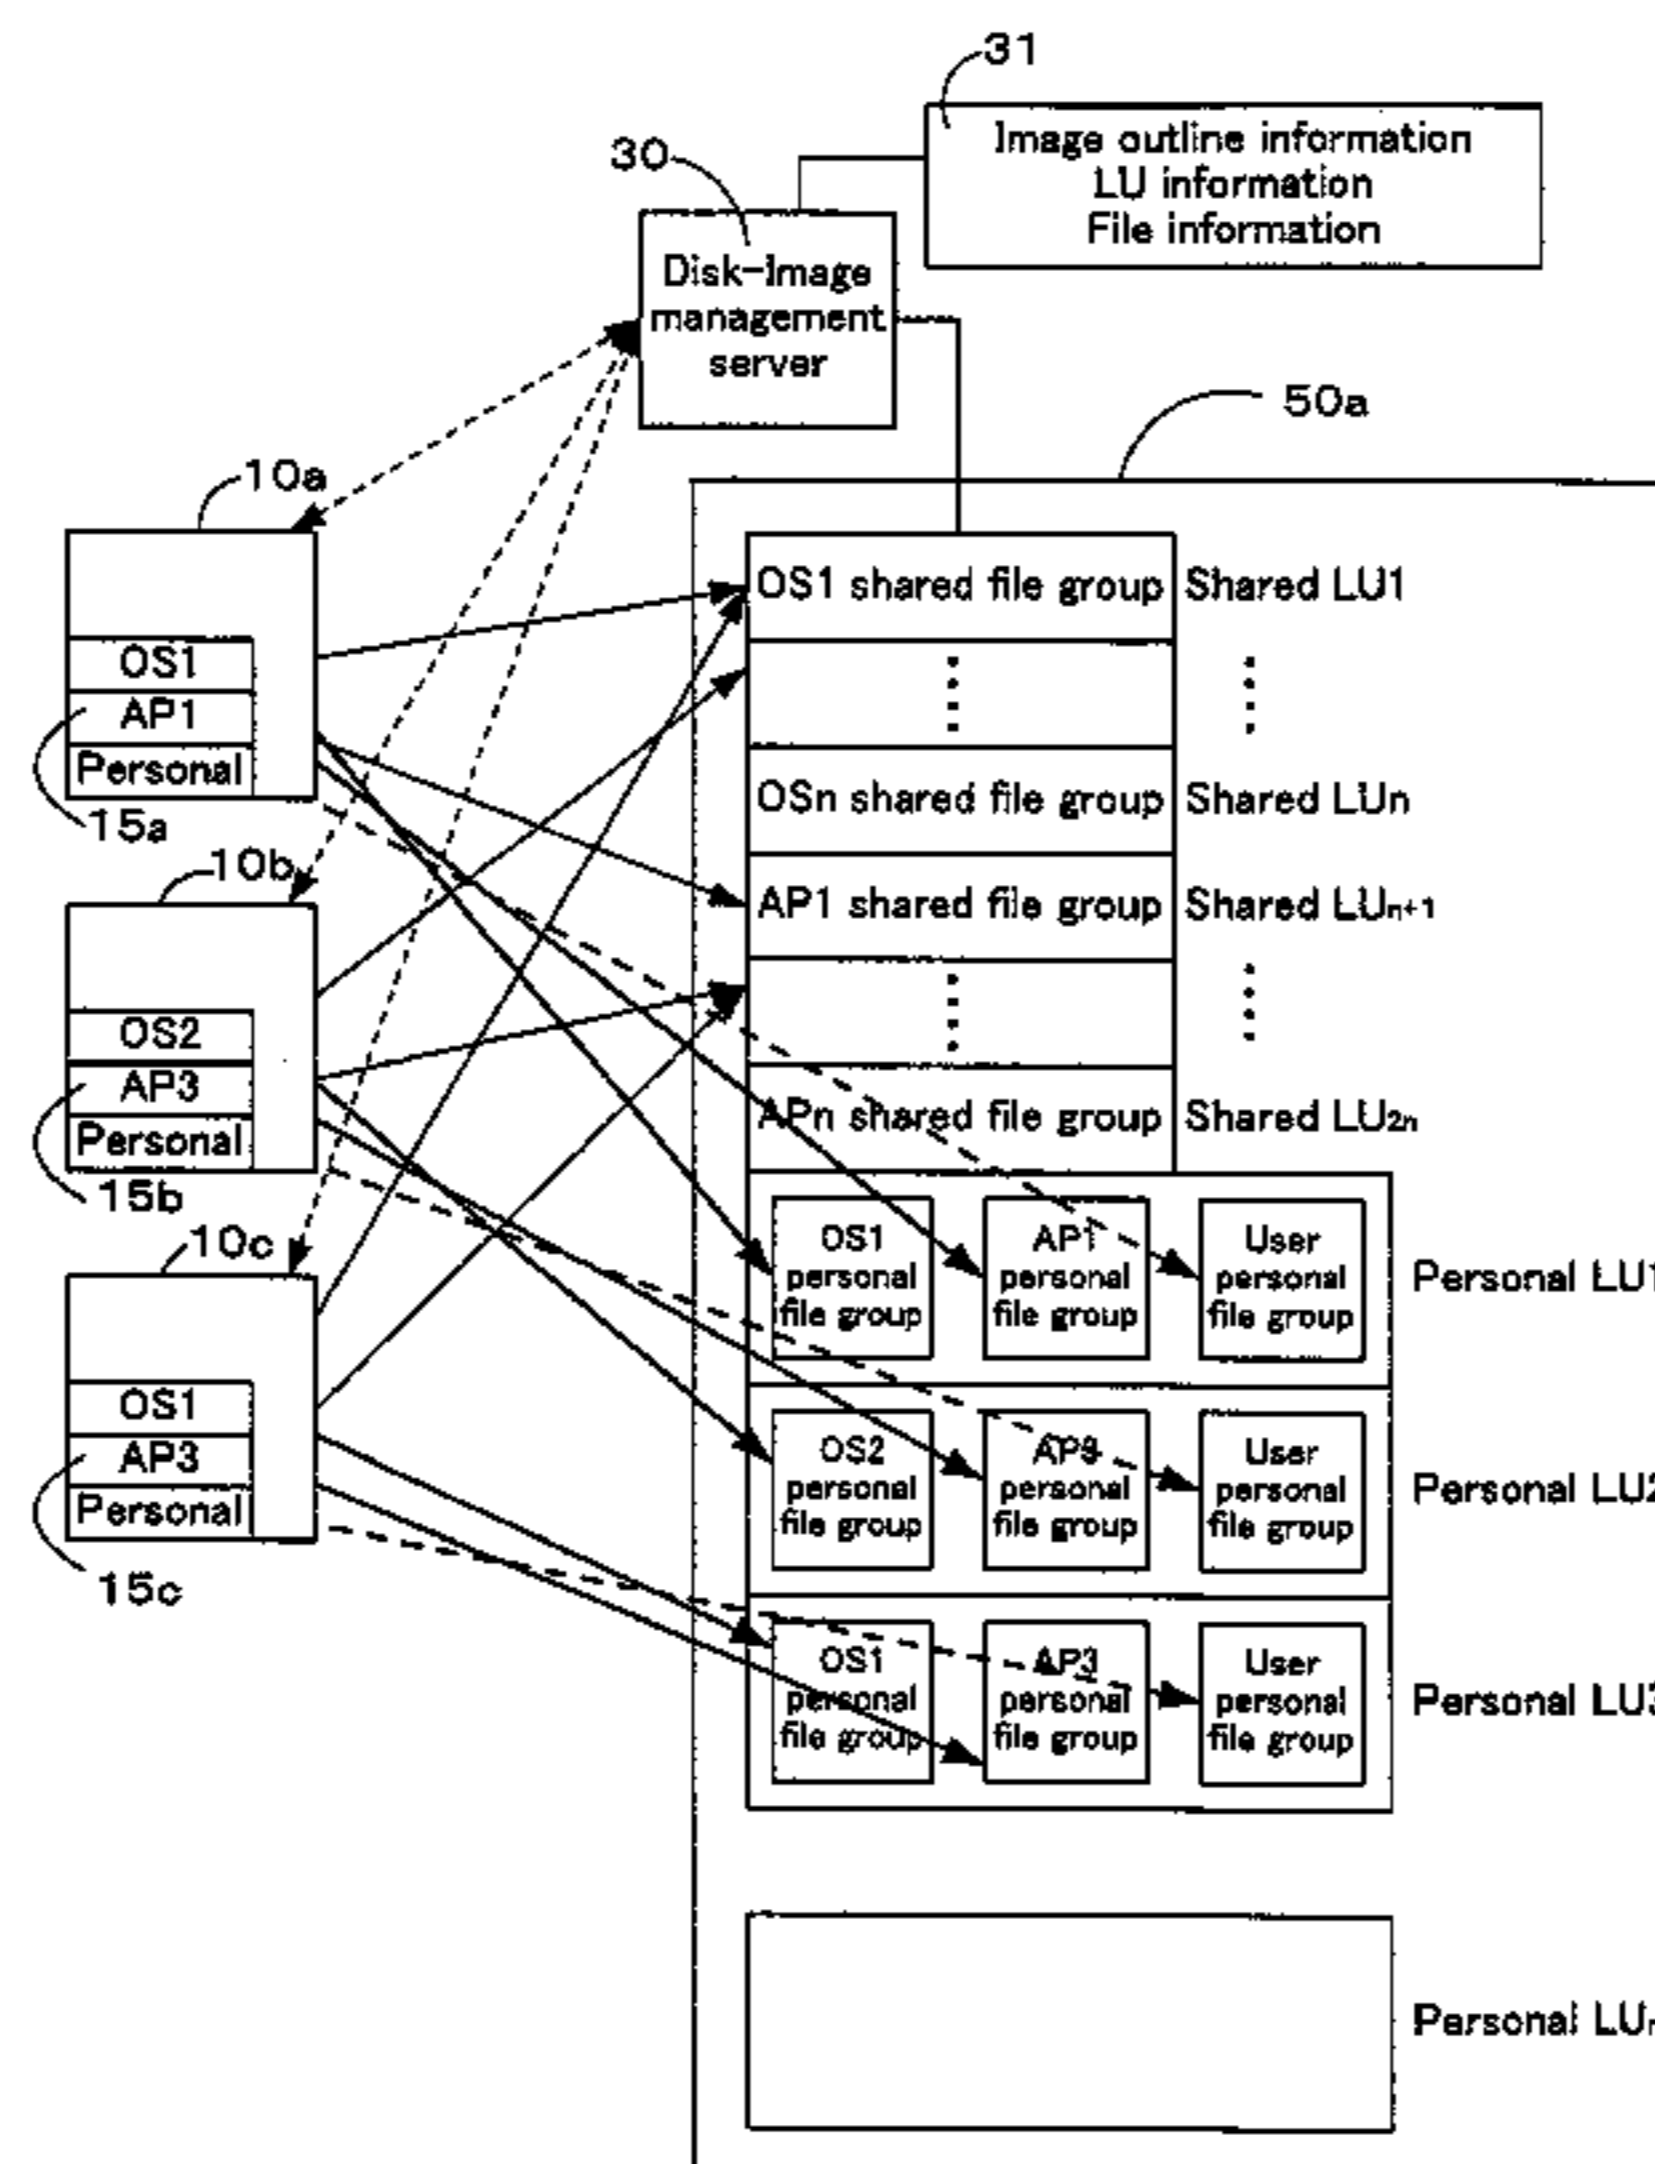 31
Image outline information
LU information
File information
30
Disk-Image
management
server
50a
10a
OS1
AP1
Personal
15a
10b
OS2
AP3
Personal
15b
10c
OS1
AP3
Personal
15c
OS1 shared file group
Shared LU1
OSn shared file group
Shared LUn
AP1 shared file group
Shared LUn+1
APn shared file group
Shared LU2n
OS1
personal
file group
AP1
personal
file group
User
personal
file group
Personal LU1
OS2
personal
file group
AP3
personal
file group
User
personal
file group
Personal LU2
OS1
personal
file group
AP3
personal
file group
User
personal
file group
Personal LU3
Personal LU